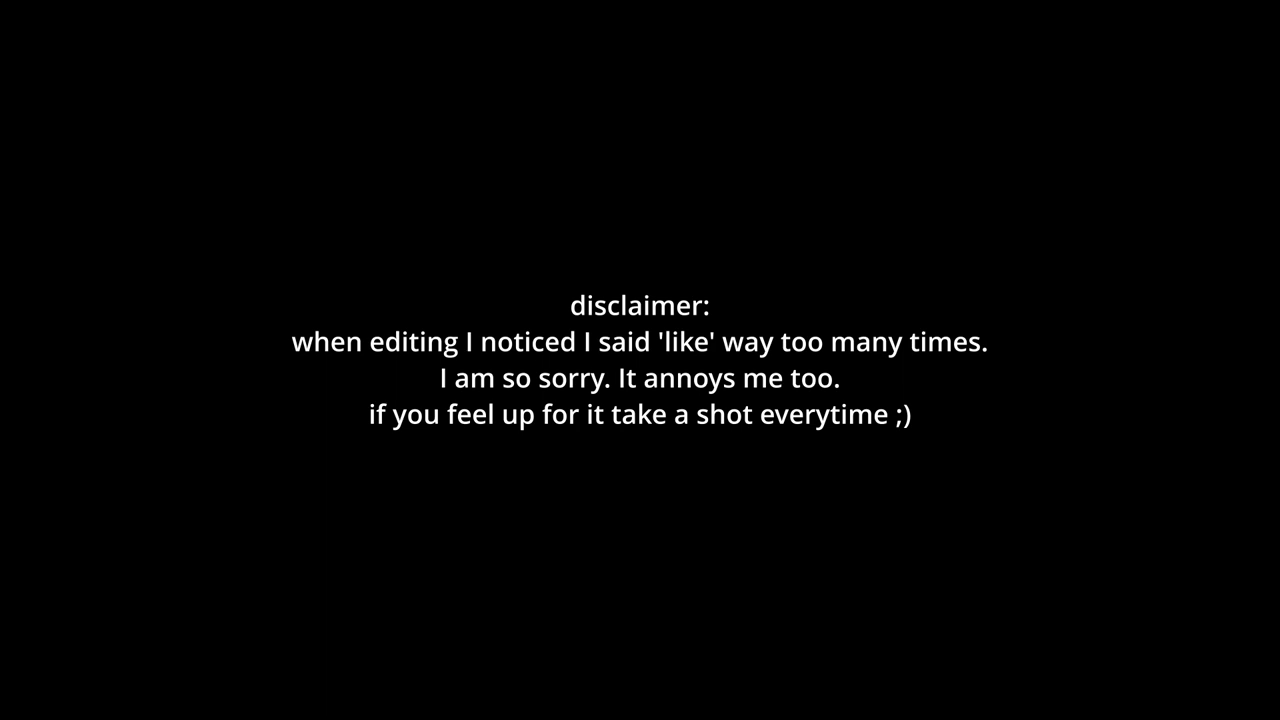 disclaimer:
when editing I noticed I said 'like' way too many times.
I am so sorry. It annoys me too.
if you feel up for it take a shot everytime ;)